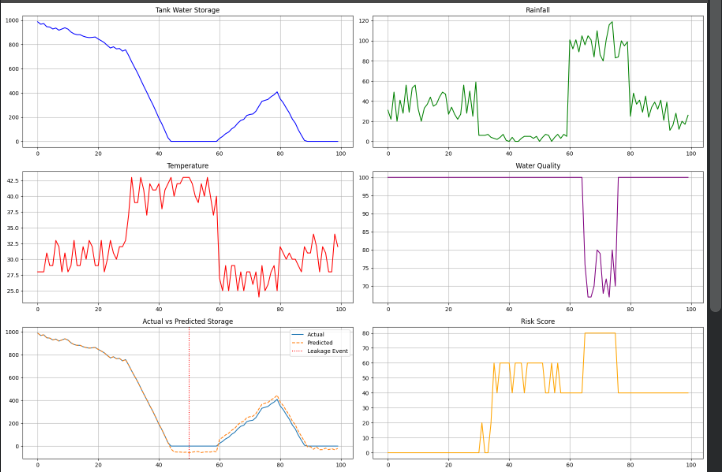 Tank Water Storage
1000
800
600
400
200
0
0 20 40 60 80 100
Rainfall
120
100
80
60
40
20
0
0 20 40 60 80 100
Temperature
42.5
40.0
37.5
35.0
32.5
30.0
27.5
25.0
0 20 40 60 80 100
Water Quality
100
95
90
85
80
75
70
0 20 40 60 80 100
Actual vs Predicted Storage
1000
800
600
400
200
0
Actual
Predicted
Leakage Event
0 20 40 60 80 100
Risk Score
80
70
60
50
40
30
20
10
0
0 20 40 60 80 100